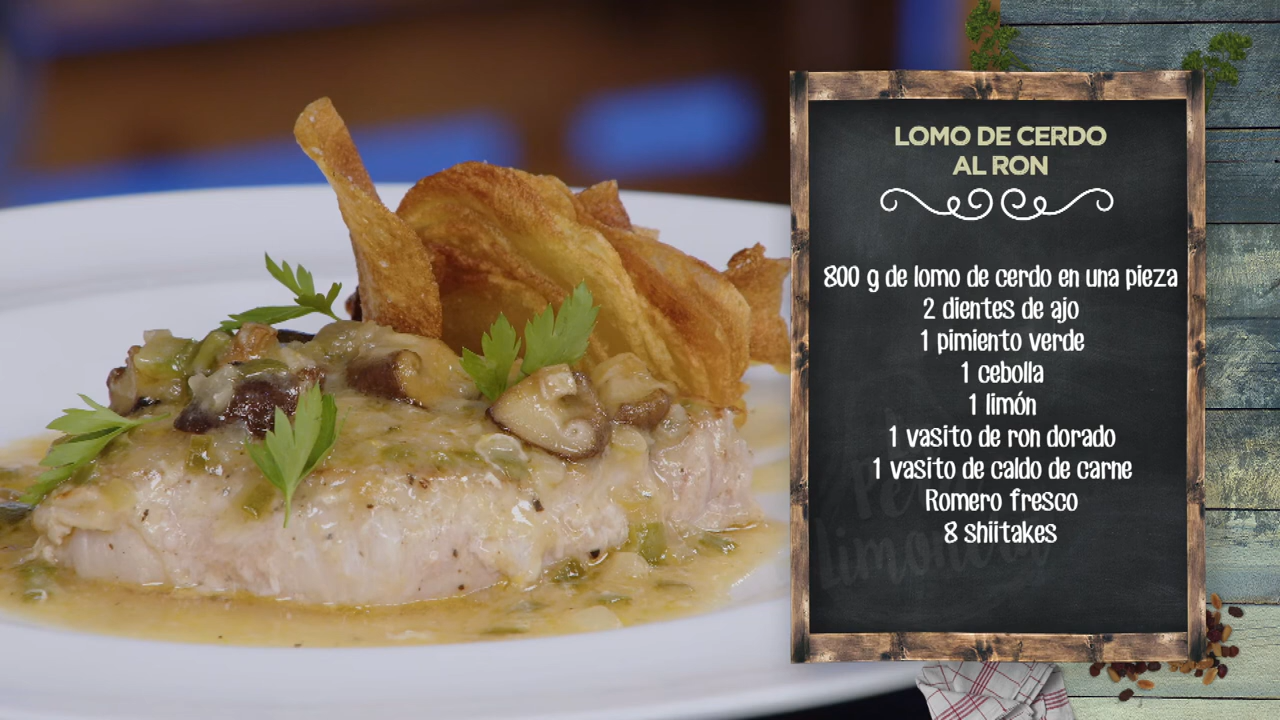 LOMO DE CERDO
AL RON
800 g de lomo de cerdo en una pieza
2 dientes de ajo
1 pimiento verde
1 cebolla
1 limón
1 vasito de ron dorado
1 vasito de caldo de carne
Romero fresco
8 shiitakes